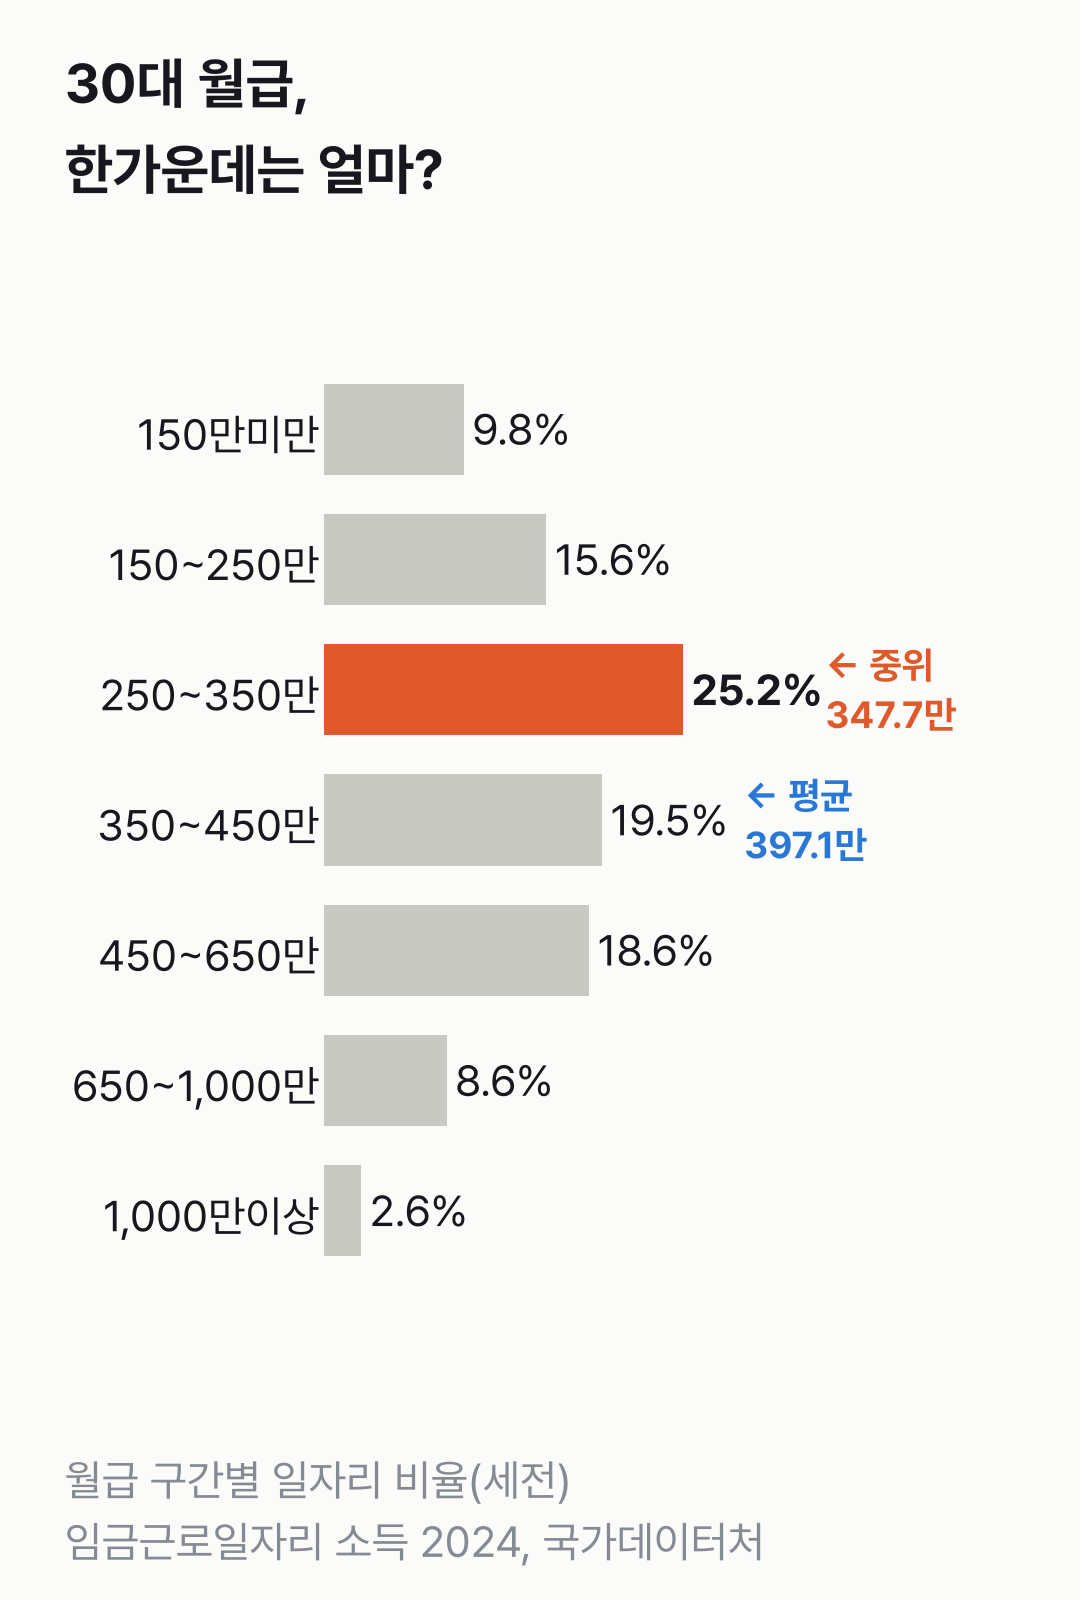 30대 월급,
한가운데는 얼마?
150만미만 9.8%
150~250만 15.6%
250~350만 25.2% ← 중위 347.7만
350~450만 19.5% ← 평균 397.1만
450~650만 18.6%
650~1,000만 8.6%
1,000만이상 2.6%
월급 구간별 일자리 비율(세전)
임금근로일자리 소득 2024, 국가데이터처